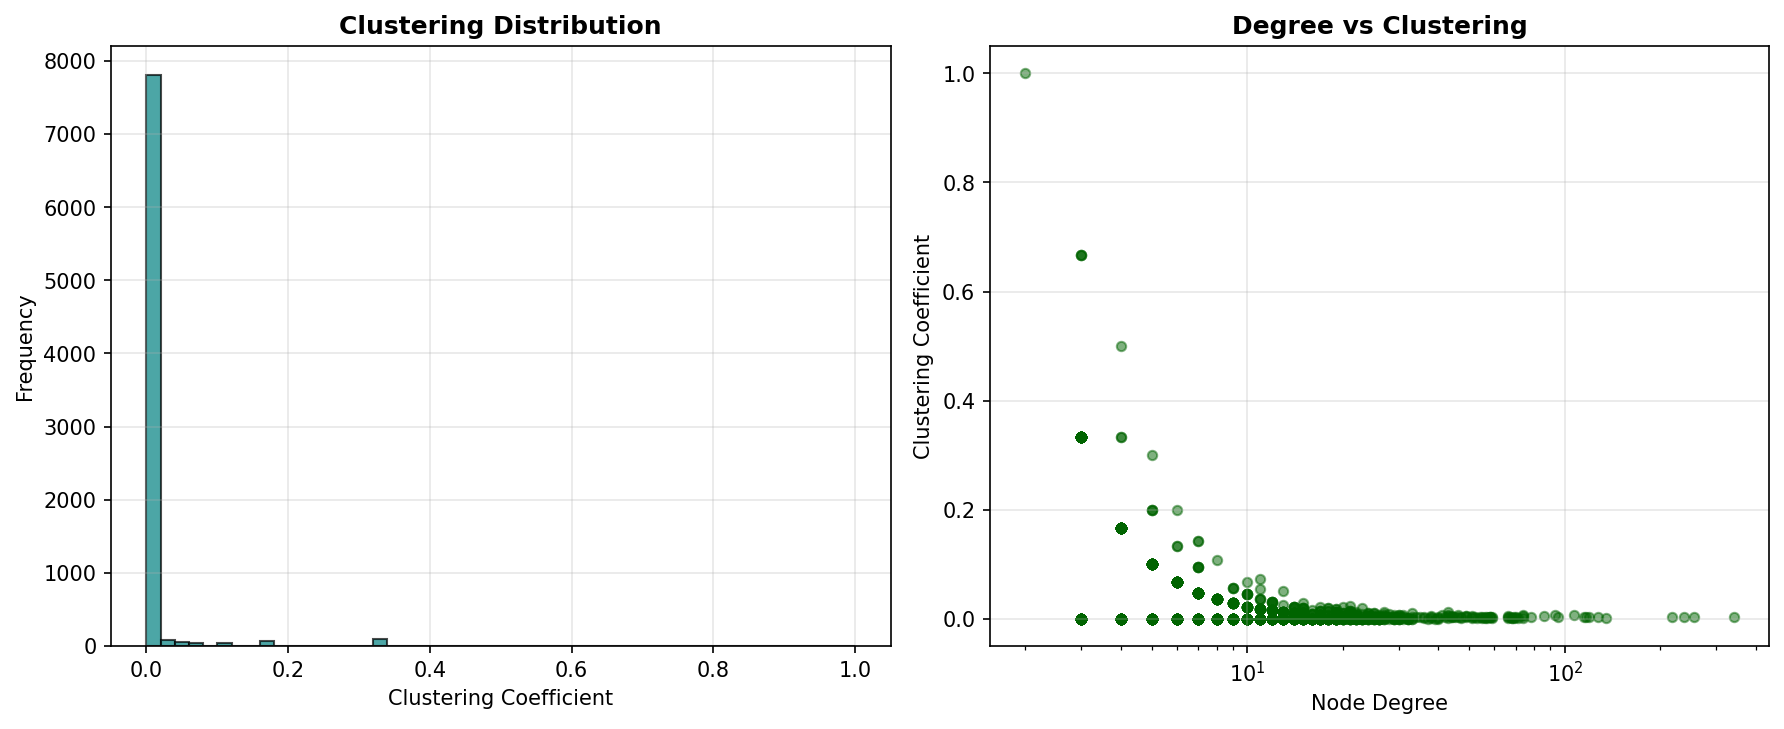 Clustering Distribution
8000
7000
6000
5000
4000
3000
2000
1000
0
Frequency
0.0 0.2 0.4 0.6 0.8 1.0
Clustering Coefficient
Degree vs Clustering
1.0
0.8
0.6
0.4
0.2
0.0
Clustering Coefficient
10¹ 10²
Node Degree